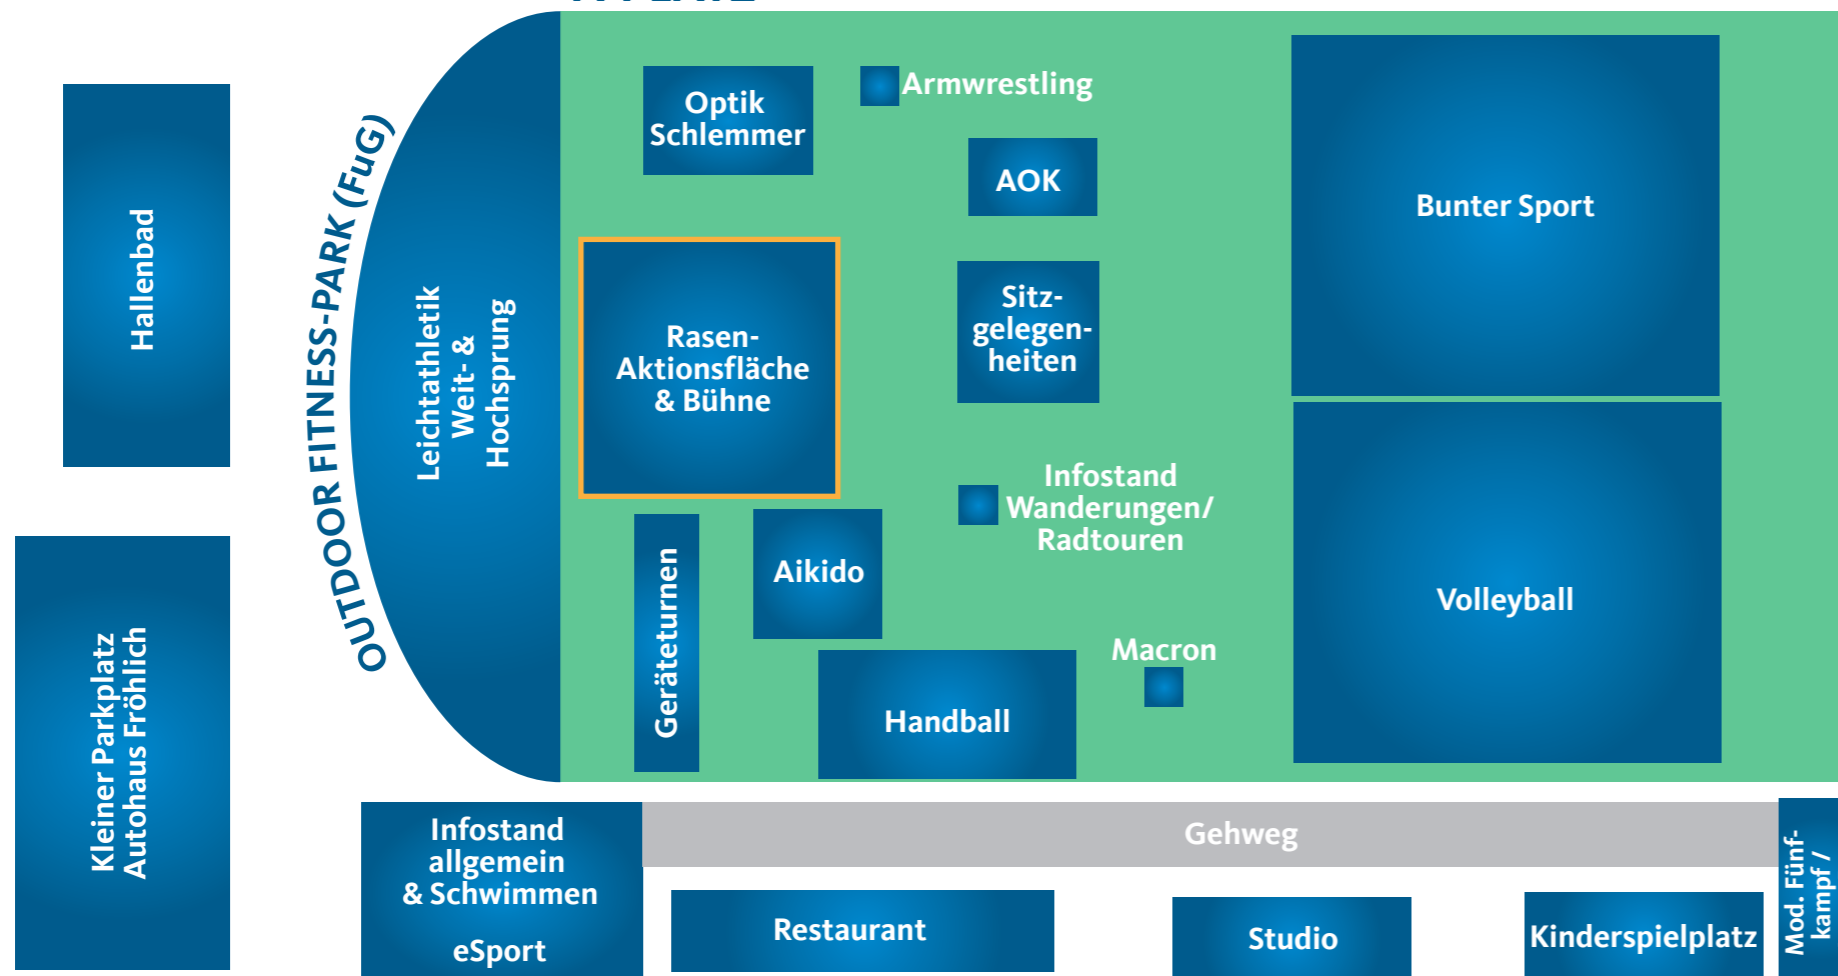 Optik
Schlemmer
Armwrestling
AOK
Bunter Sport
Hallenbad
OUTDOOR FITNESS-PARK (FuG)
Leichtathletik
Weit- &
Hochsprung
Rasen-
Aktionsfläche
& Bühne
Sitz-
gelegen-
heiten
Infostand
Wanderungen/
Radtouren
Geräteturnen
Aikido
Volleyball
Macron
Handball
Kleiner Parkplatz
Autohaus Fröhlich
Infostand
allgemein
& Schwimmen
eSport
Gehweg
Restaurant
Studio
Kinderspielplatz
Mod. Fünf-
kampf /